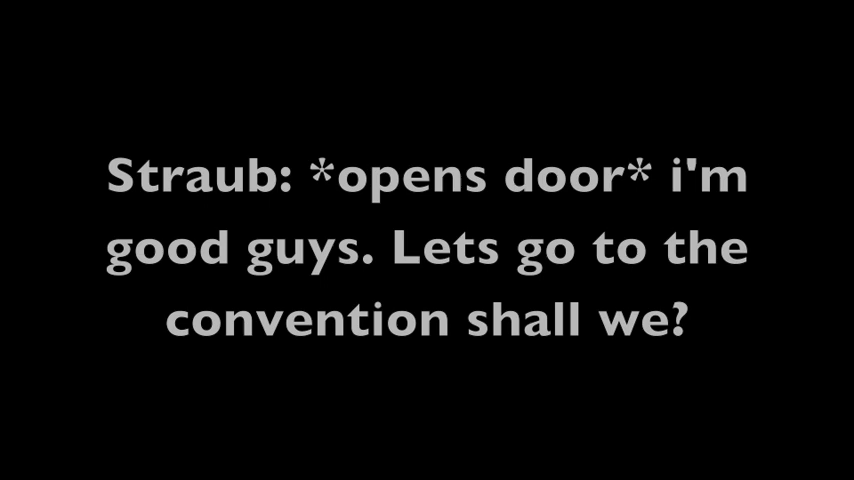 Straub: *opens door* i'm
good guys. Lets go to the
convention shall we?